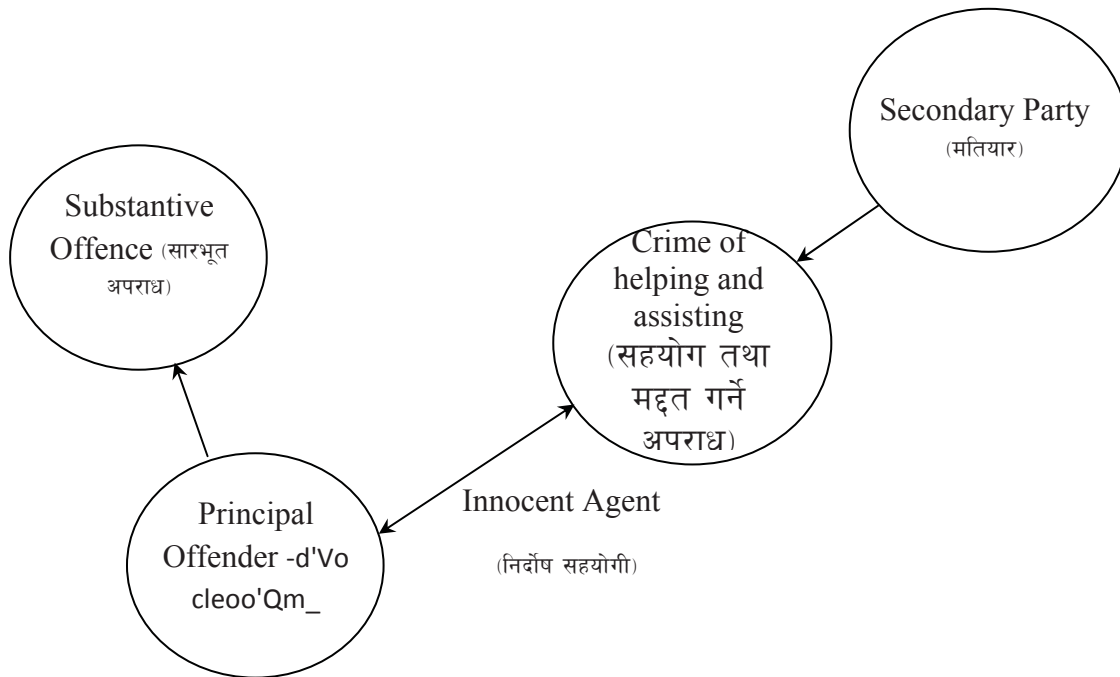 Secondary Party
(मतियार)
Substantive
Offence (सारभूत
अपराध)
Crime of
helping and
assisting
(सहयोग तथा
मद्दत गर्ने
अपराध)
Principal
Offender -d'Vo
cleoo'Qm_
Innocent Agent
(निर्दोष सहयोगी)